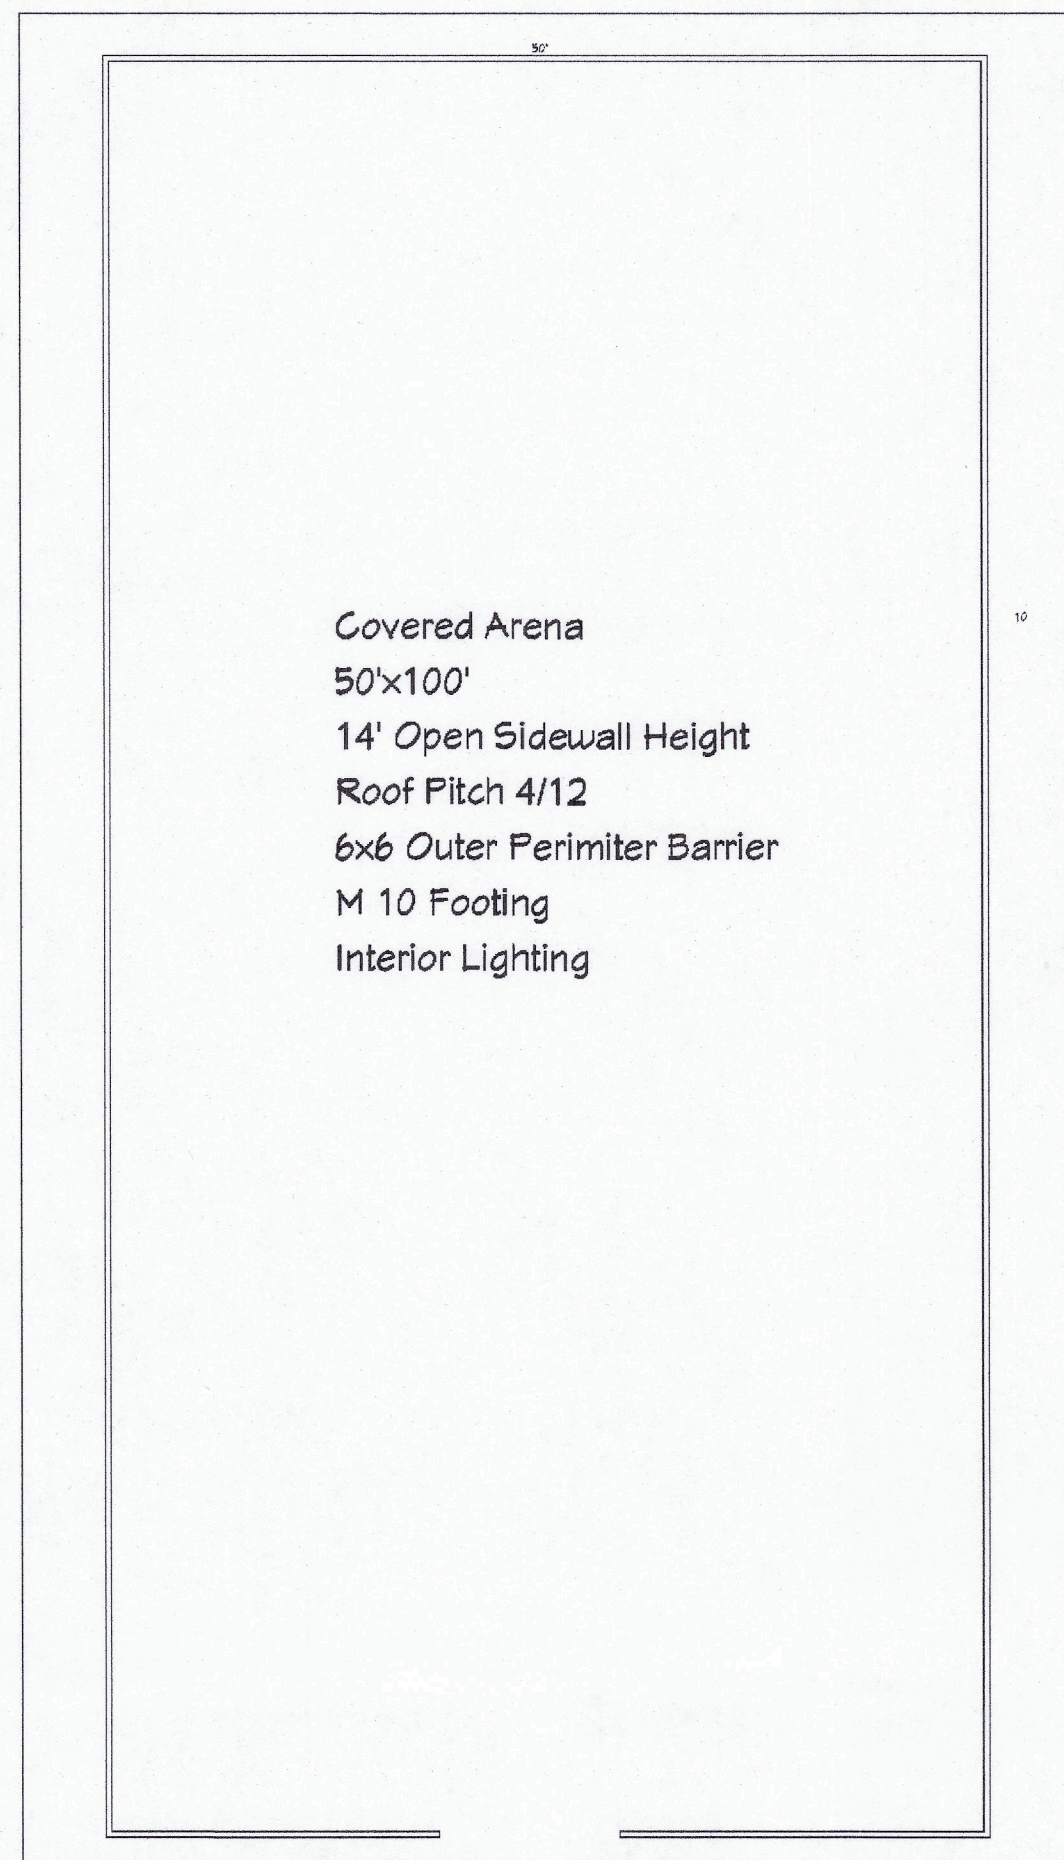 50'
Covered Arena
10
50'x100'
14' Open Sidewall Height
Roof Pitch 4/12
6x6 Outer Perimiter Barrier
M 10 Footing
Interior Lighting